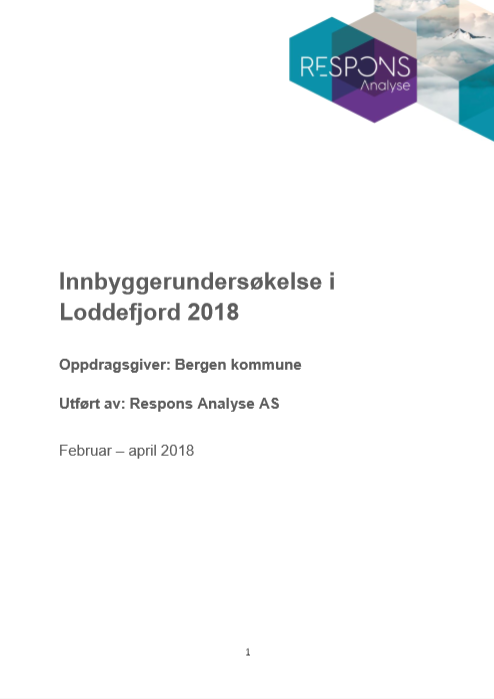 RESPONS
Analyse
Innbyggerundersøkelse i
Loddefjord 2018
Oppdragsgiver: Bergen kommune
Utført av: Respons Analyse AS
Februar – april 2018
1